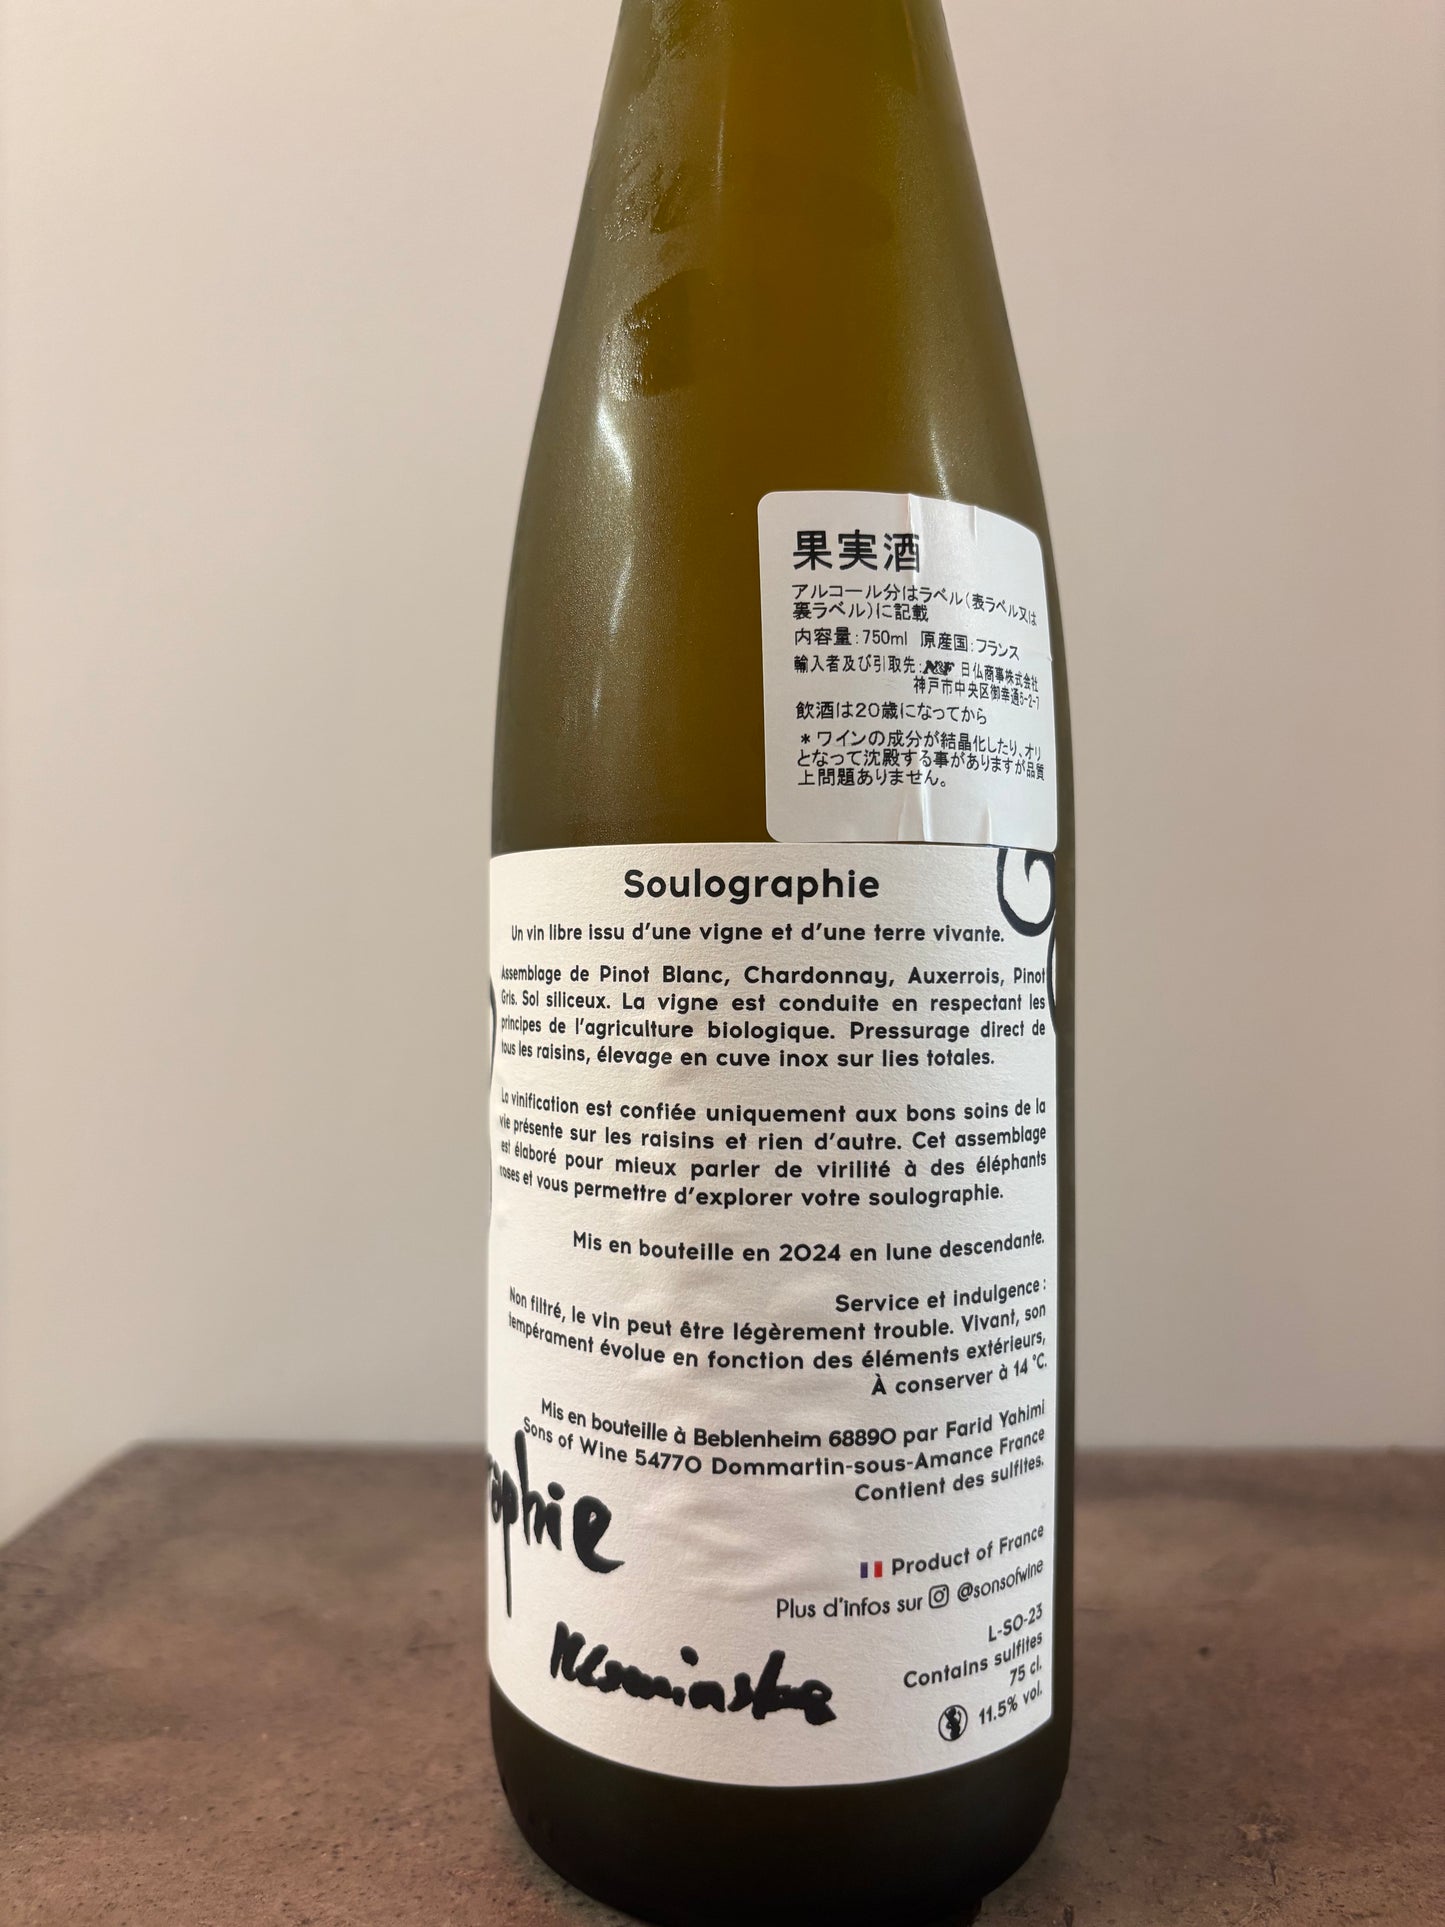 果実酒
アルコール分はラベル(表ラベル又は
裏ラベル)に記載
内容量:750ml 原産国:フランス
輸入者及び引取先:N&F 日仏商事株式会社
神戸市中央区御幸通5-2-7
飲酒は20歳になってから
*ワインの成分が結晶化したり、オリ
となって沈殿する事がありますが品質
上問題ありません。
Soulographie
Un vin libre issu d'une vigne et d'une terre vivante.
Assemblage de Pinot Blanc, Chardonnay, Auxerrois, Pinot
Gris. Sol siliceux. La vigne est conduite en respectant les
principes de l'agriculture biologique. Pressurage direct de
tous les raisins, élevage en cuve inox sur lies totales.
La vinification est confiée uniquement aux bons soins de la
vie présente sur les raisins et rien d'autre. Cet assemblage
est élaboré pour mieux parler de virilité à des éléphants
roses et vous permettre d'explorer votre soulographie.
Mis en bouteille en 2024 en lune descendante.
Service et indulgence :
Non filtré, le vin peut être légèrement trouble. Vivant, son
tempérament évolue en fonction des éléments extérieurs,
À conserver à 14 °C.
Mis en bouteille à Beblenheim 68890 par Farid Yahimi
Sons of Wine 54770 Dommartin-sous-Amance France
Contient des sulfites.
raphie
Product of France
Plus d'infos sur @sonsofwine
L-SO-23
Contains sulfites
75 cl.
11.5% vol.